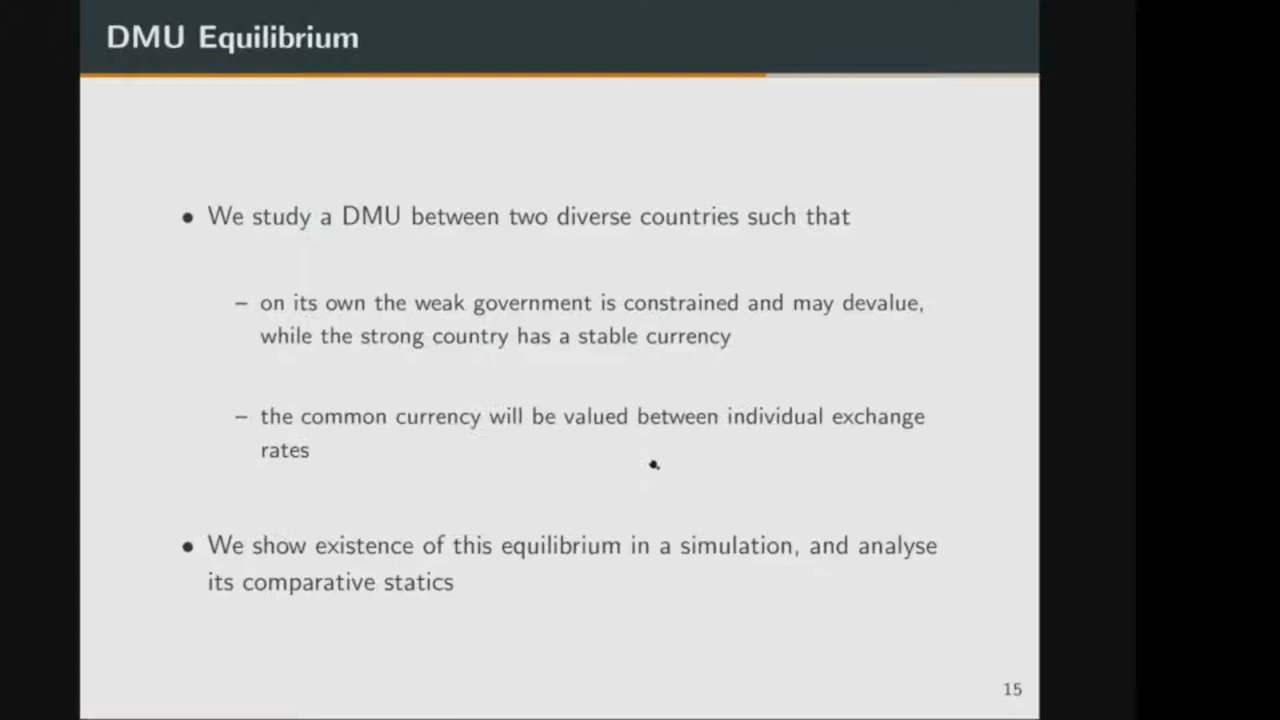 DMU Equilibrium
• We study a DMU between two diverse countries such that
– on its own the weak government is constrained and may devalue,
while the strong country has a stable currency
– the common currency will be valued between individual exchange
rates
• We show existence of this equilibrium in a simulation, and analyse
its comparative statics
15